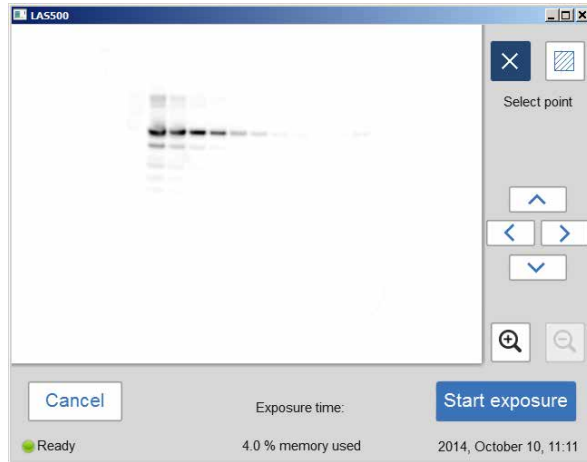 LAS500
Select point
Cancel
Exposure time:
Start exposure
Ready
4.0 % memory used
2014, October 10, 11:11